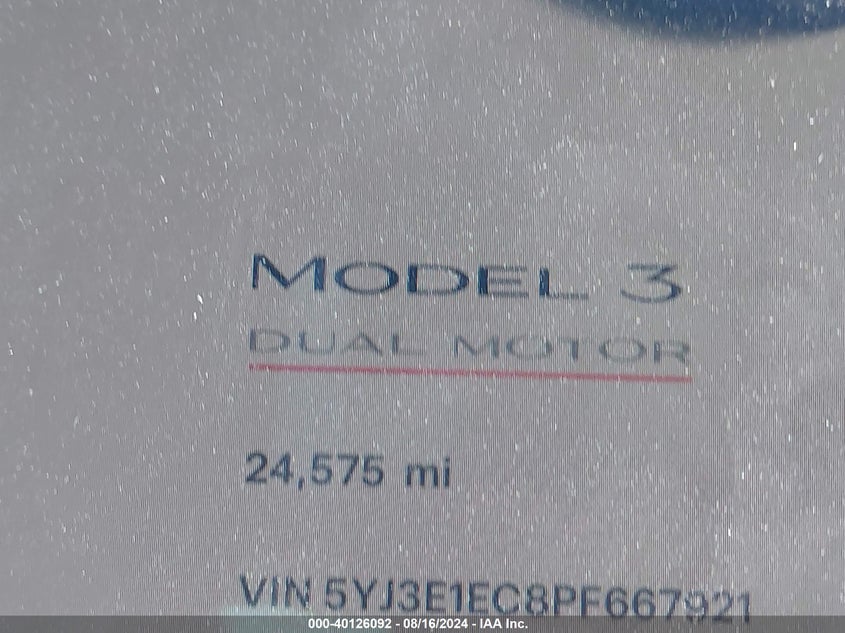 MODEL 3
DUAL MOTOR
24,575 mi
VIN 5YJ3E1EC8PF667921
000-40126092 - 08/16/2024 - IAA Inc.